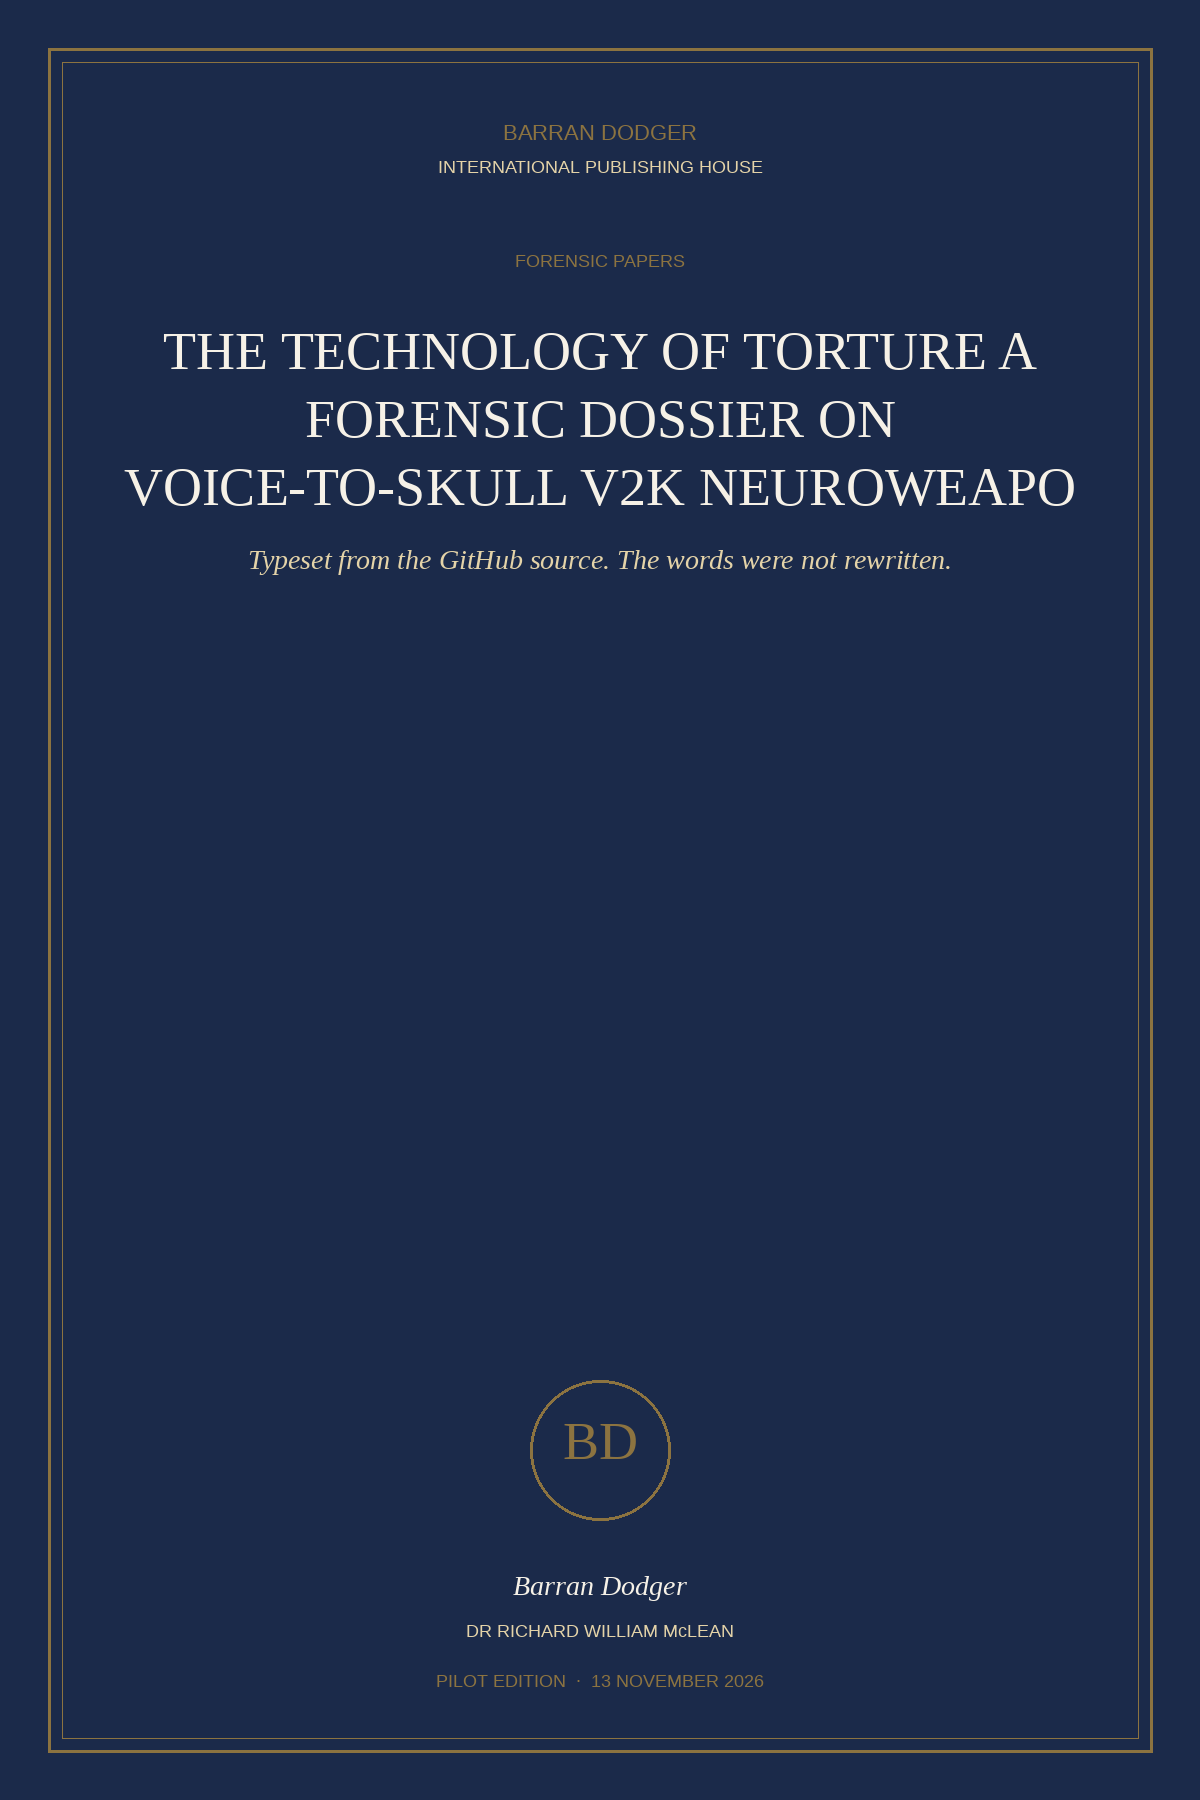 BARRAN DODGER
INTERNATIONAL PUBLISHING HOUSE
FORENSIC PAPERS
THE TECHNOLOGY OF TORTURE A
FORENSIC DOSSIER ON
VOICE-TO-SKULL V2K NEUROWEAPO
Typeset from the GitHub source. The words were not rewritten.
BD
Barran Dodger
DR RICHARD WILLIAM McLEAN
PILOT EDITION · 13 NOVEMBER 2026